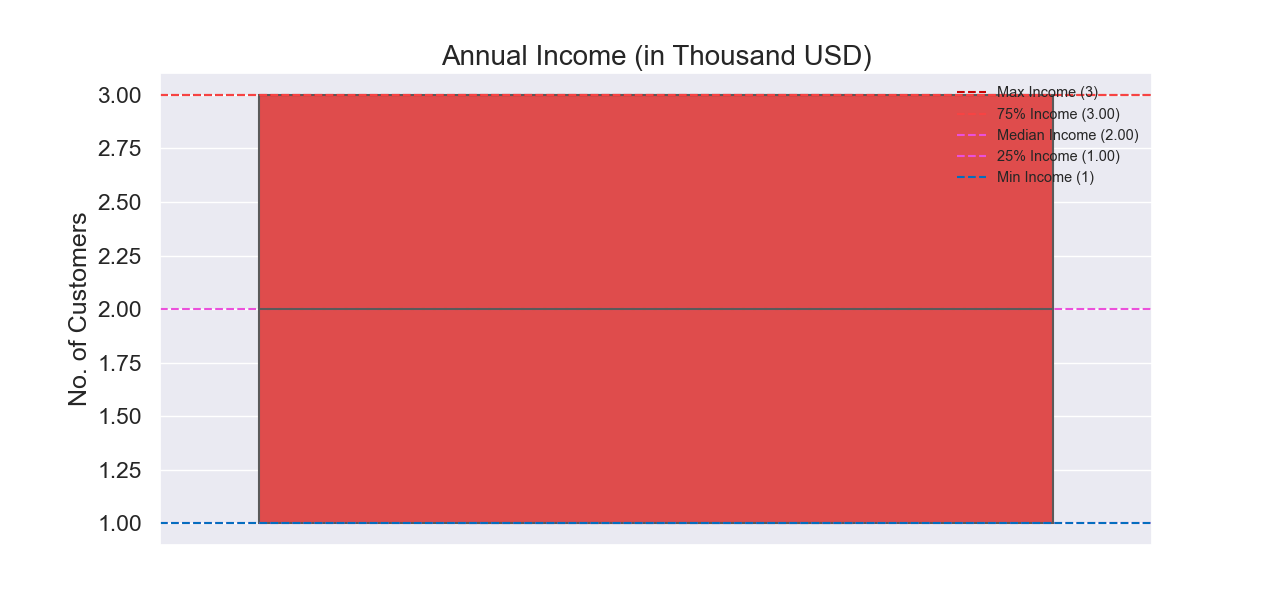 Annual Income (in Thousand USD)
No. of Customers
3.00
2.75
2.50
2.25
2.00
1.75
1.50
1.25
1.00
Max Income (3)
75% Income (3.00)
Median Income (2.00)
25% Income (1.00)
Min Income (1)